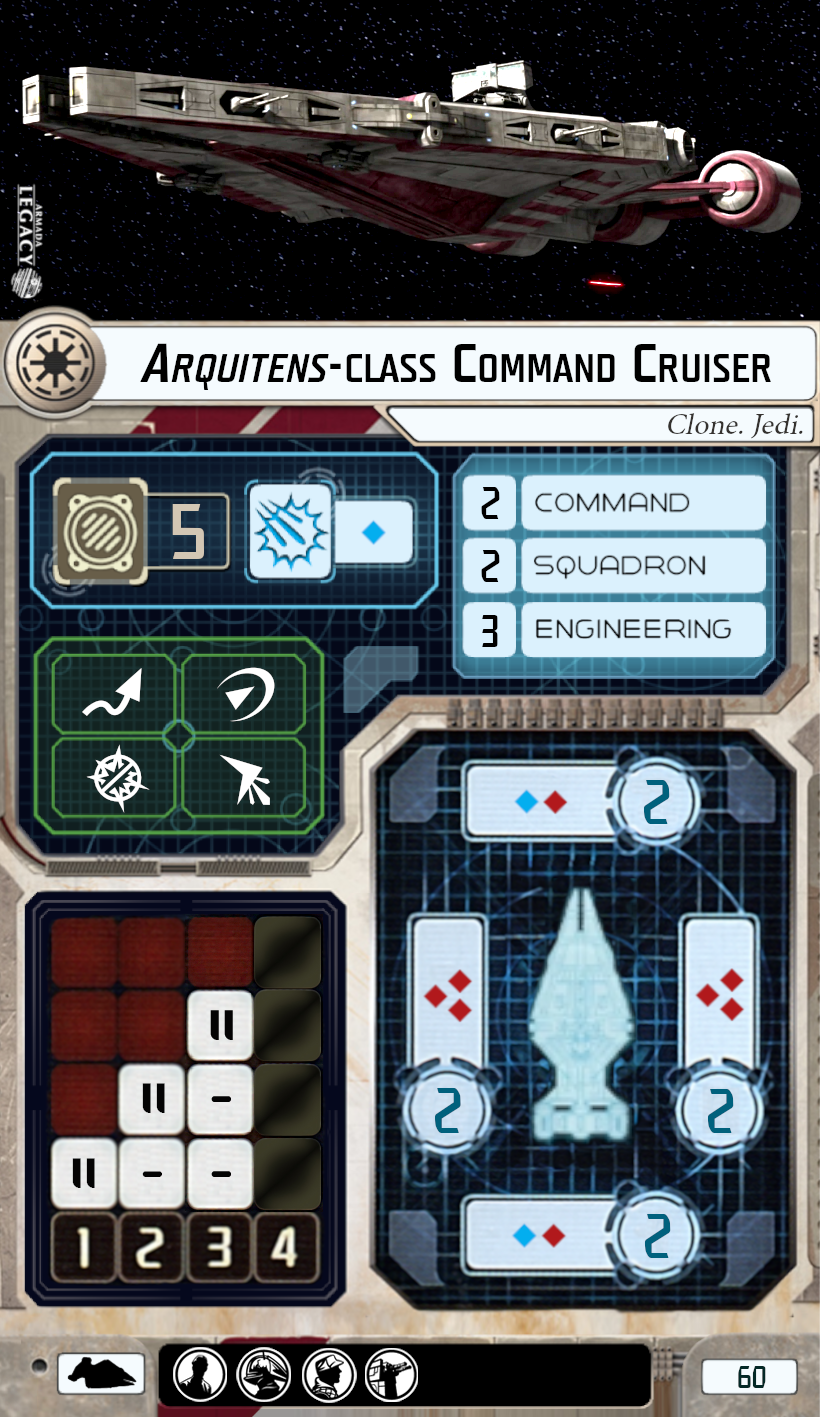 ARMADA
LEGACY
ARQUITENS-CLASS COMMAND CRUISER
Clone. Jedi.
5
2 COMMAND
2 SQUADRON
3 ENGINEERING
2
II
II -
II - -
1 2 3 4
2
2
2
60